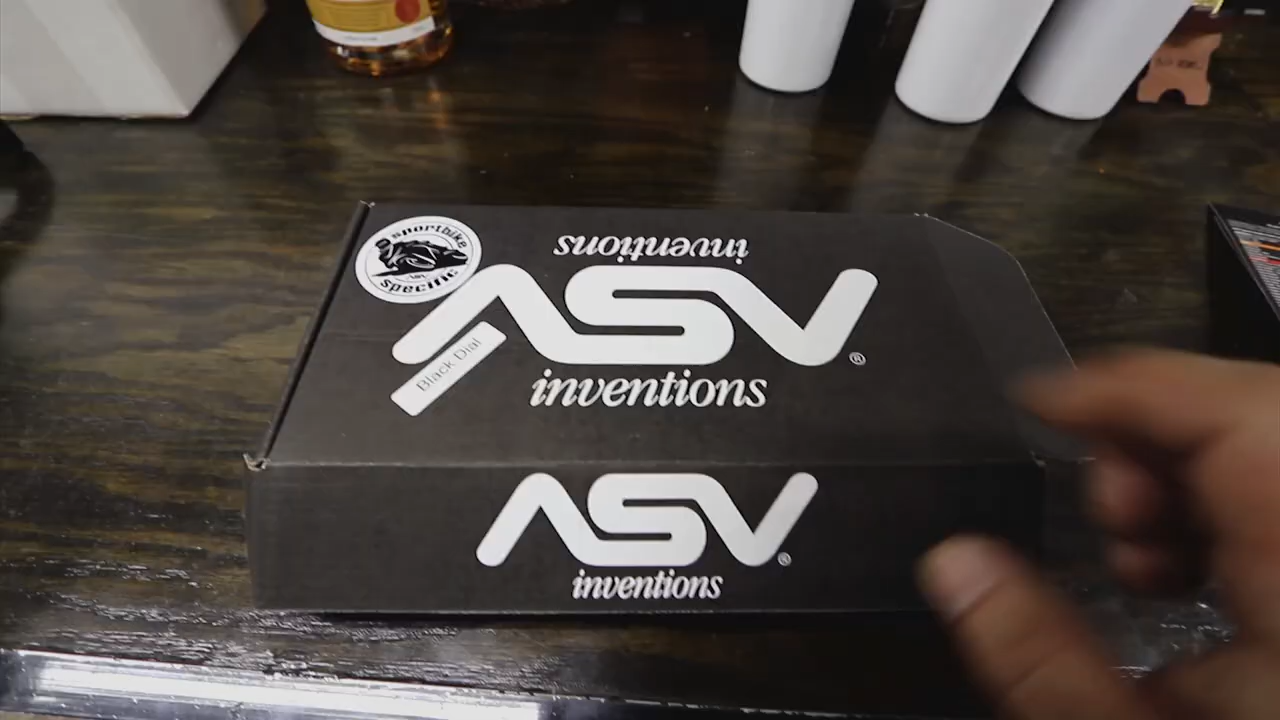 sportbike
specific
inventions
ASV
®
inventions
Black Dial
ASV
®
inventions